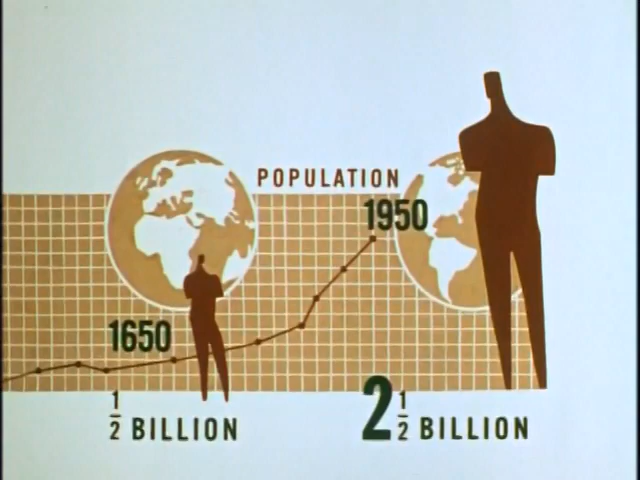 POPULATION
1950
1650
1/2 BILLION
2 1/2 BILLION